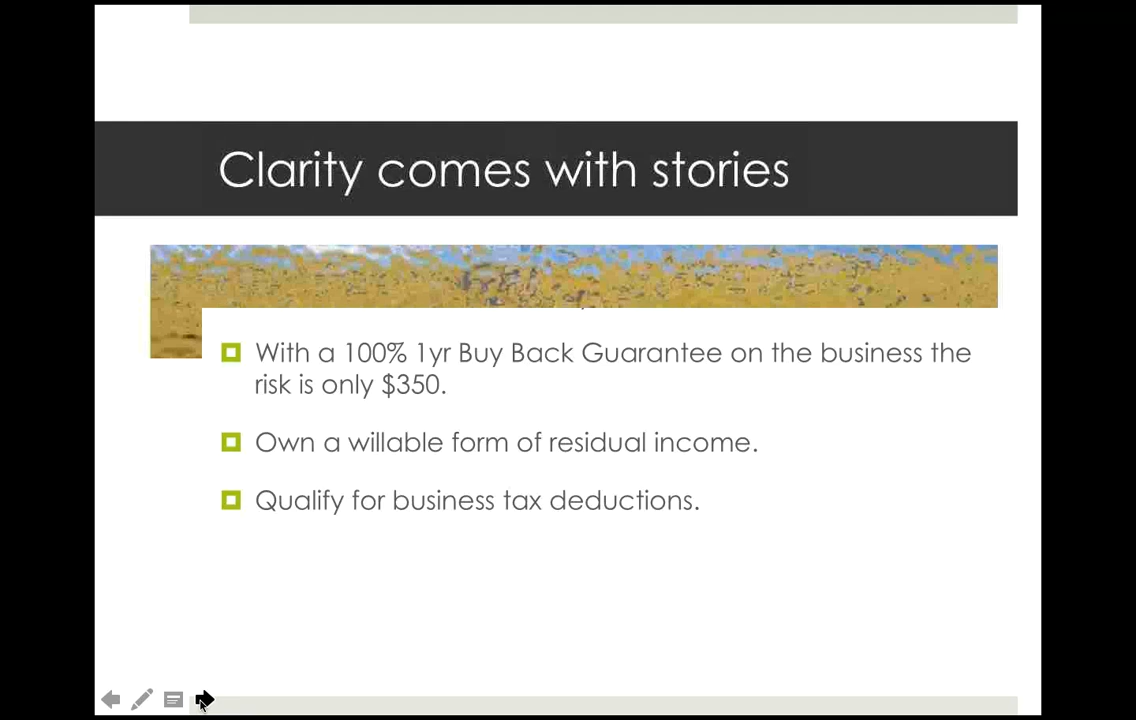 Clarity comes with stories
With a 100% 1yr Buy Back Guarantee on the business the
risk is only $350.
Own a willable form of residual income.
Qualify for business tax deductions.